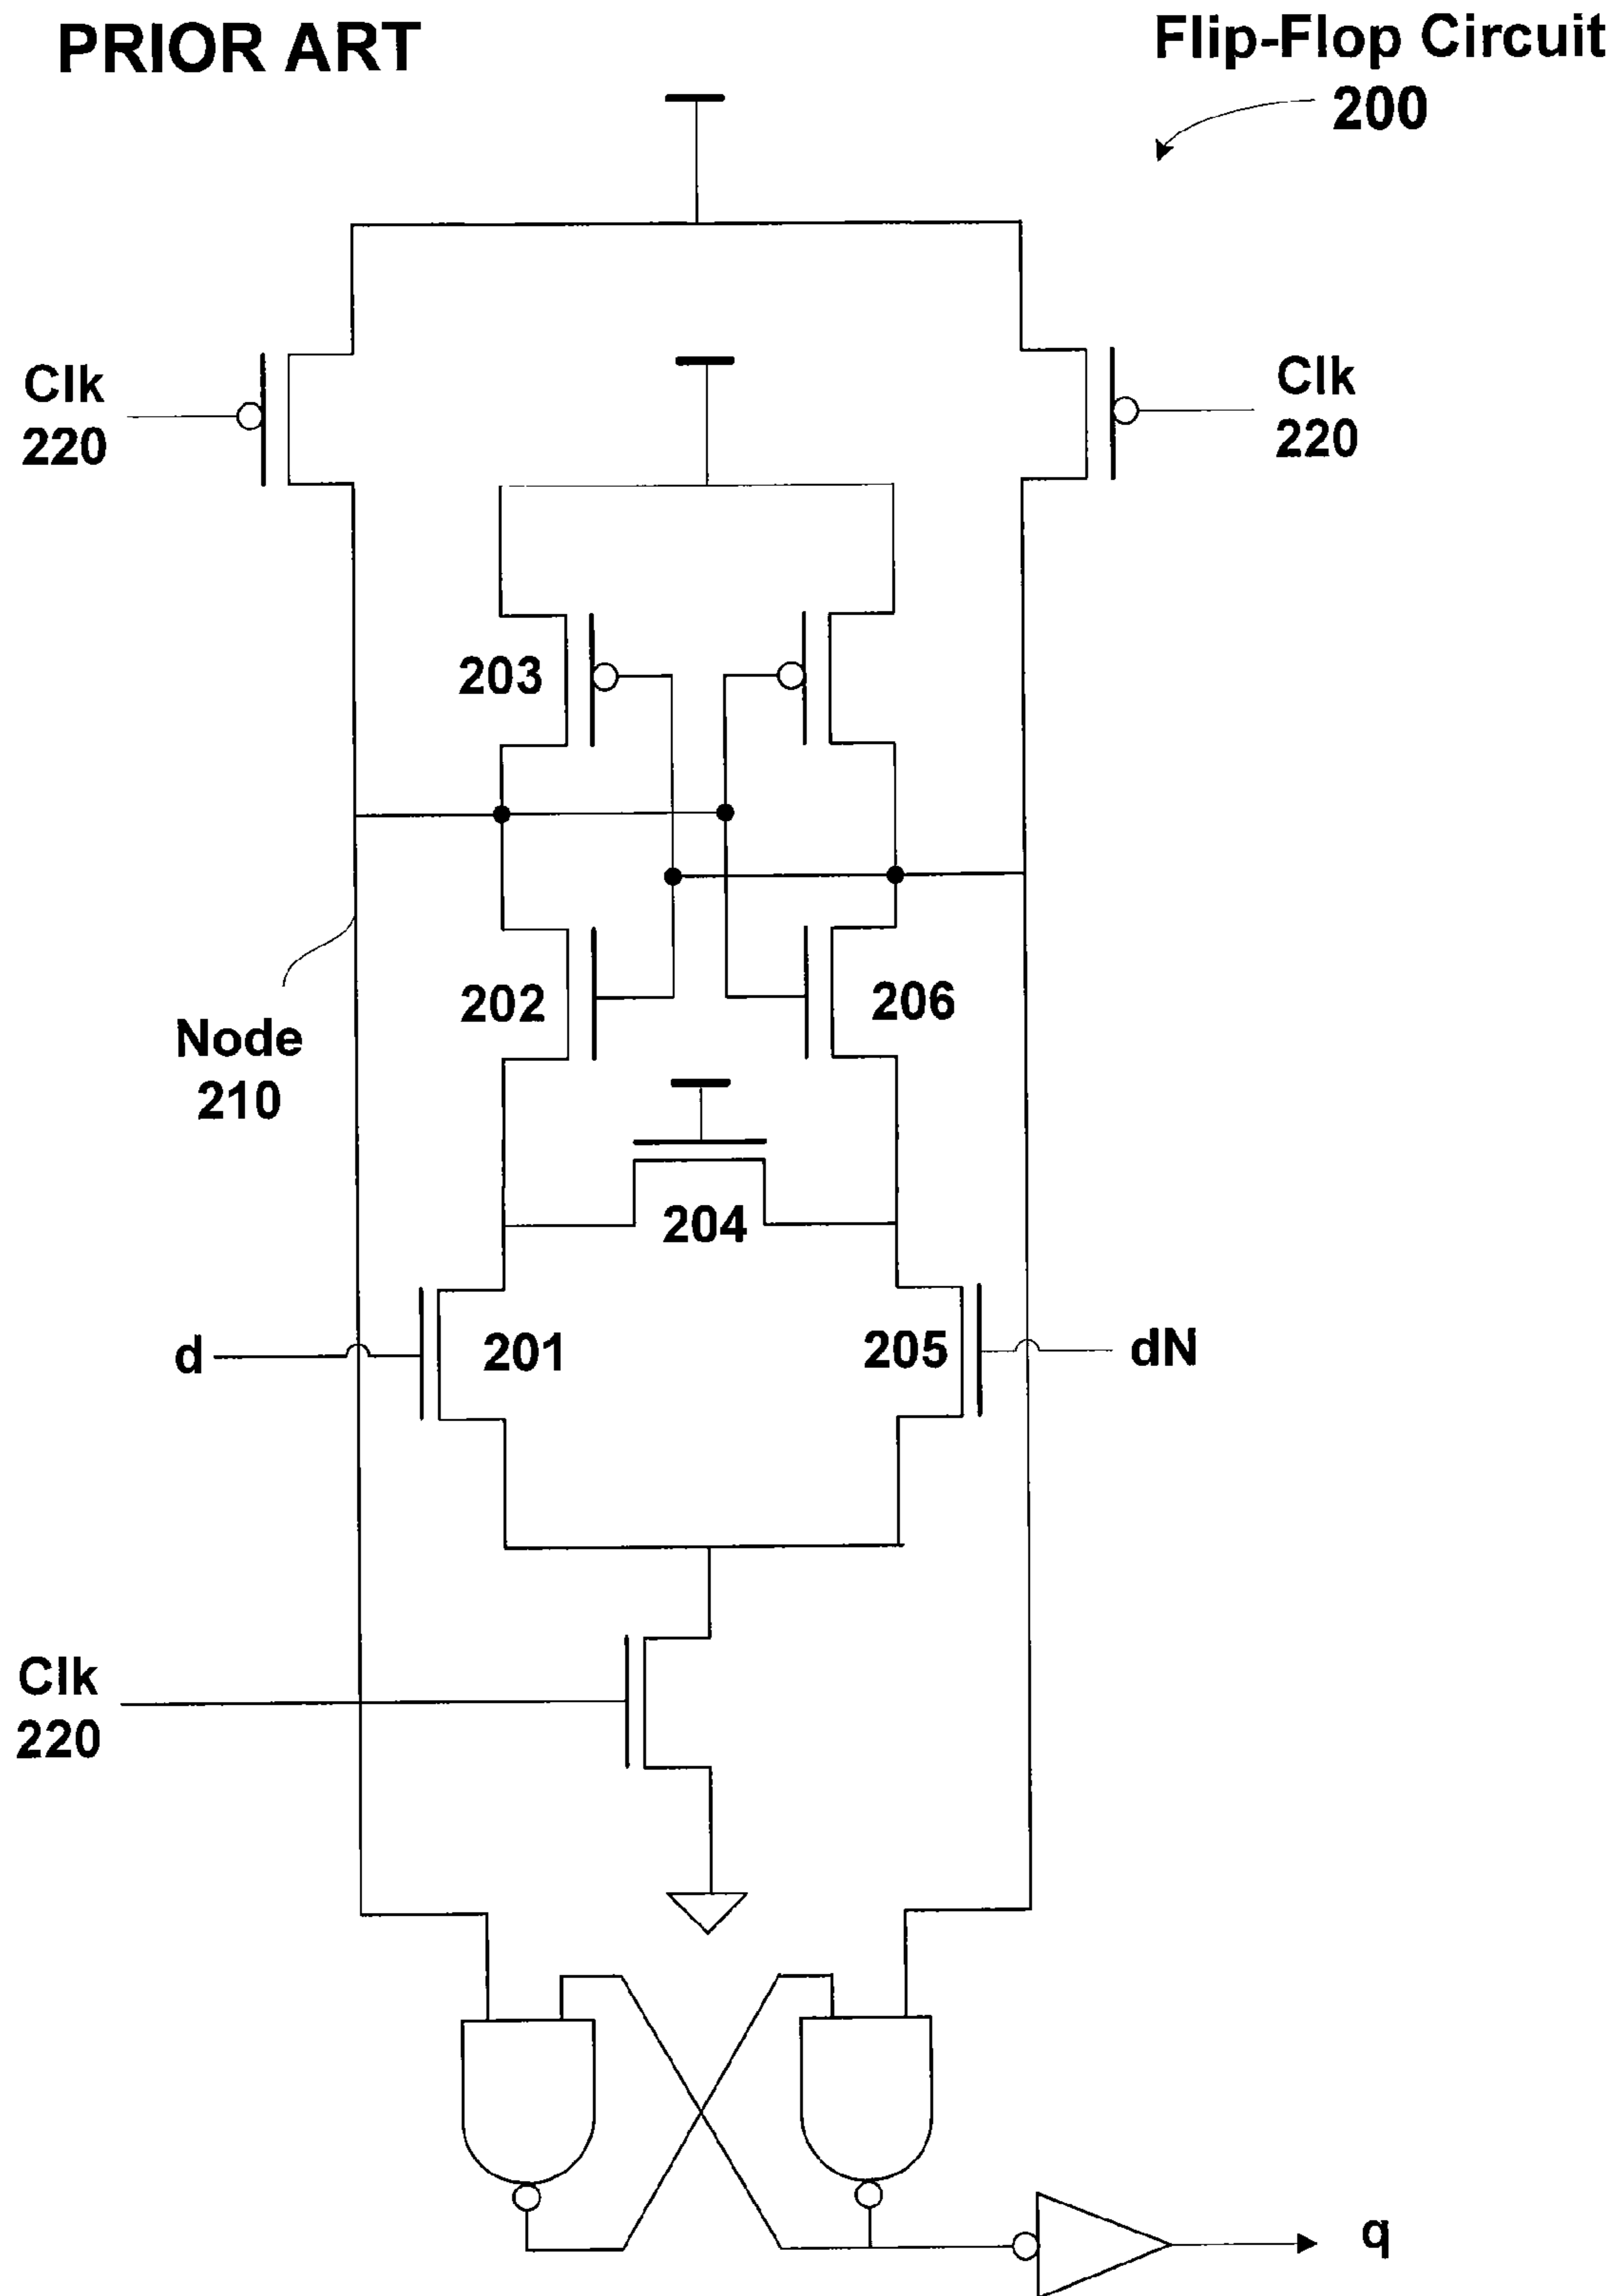 PRIOR ART
Flip-Flop Circuit
200
Clk
220
Clk
220
203
202
206
Node
210
204
d
201
205
dN
Clk
220
q